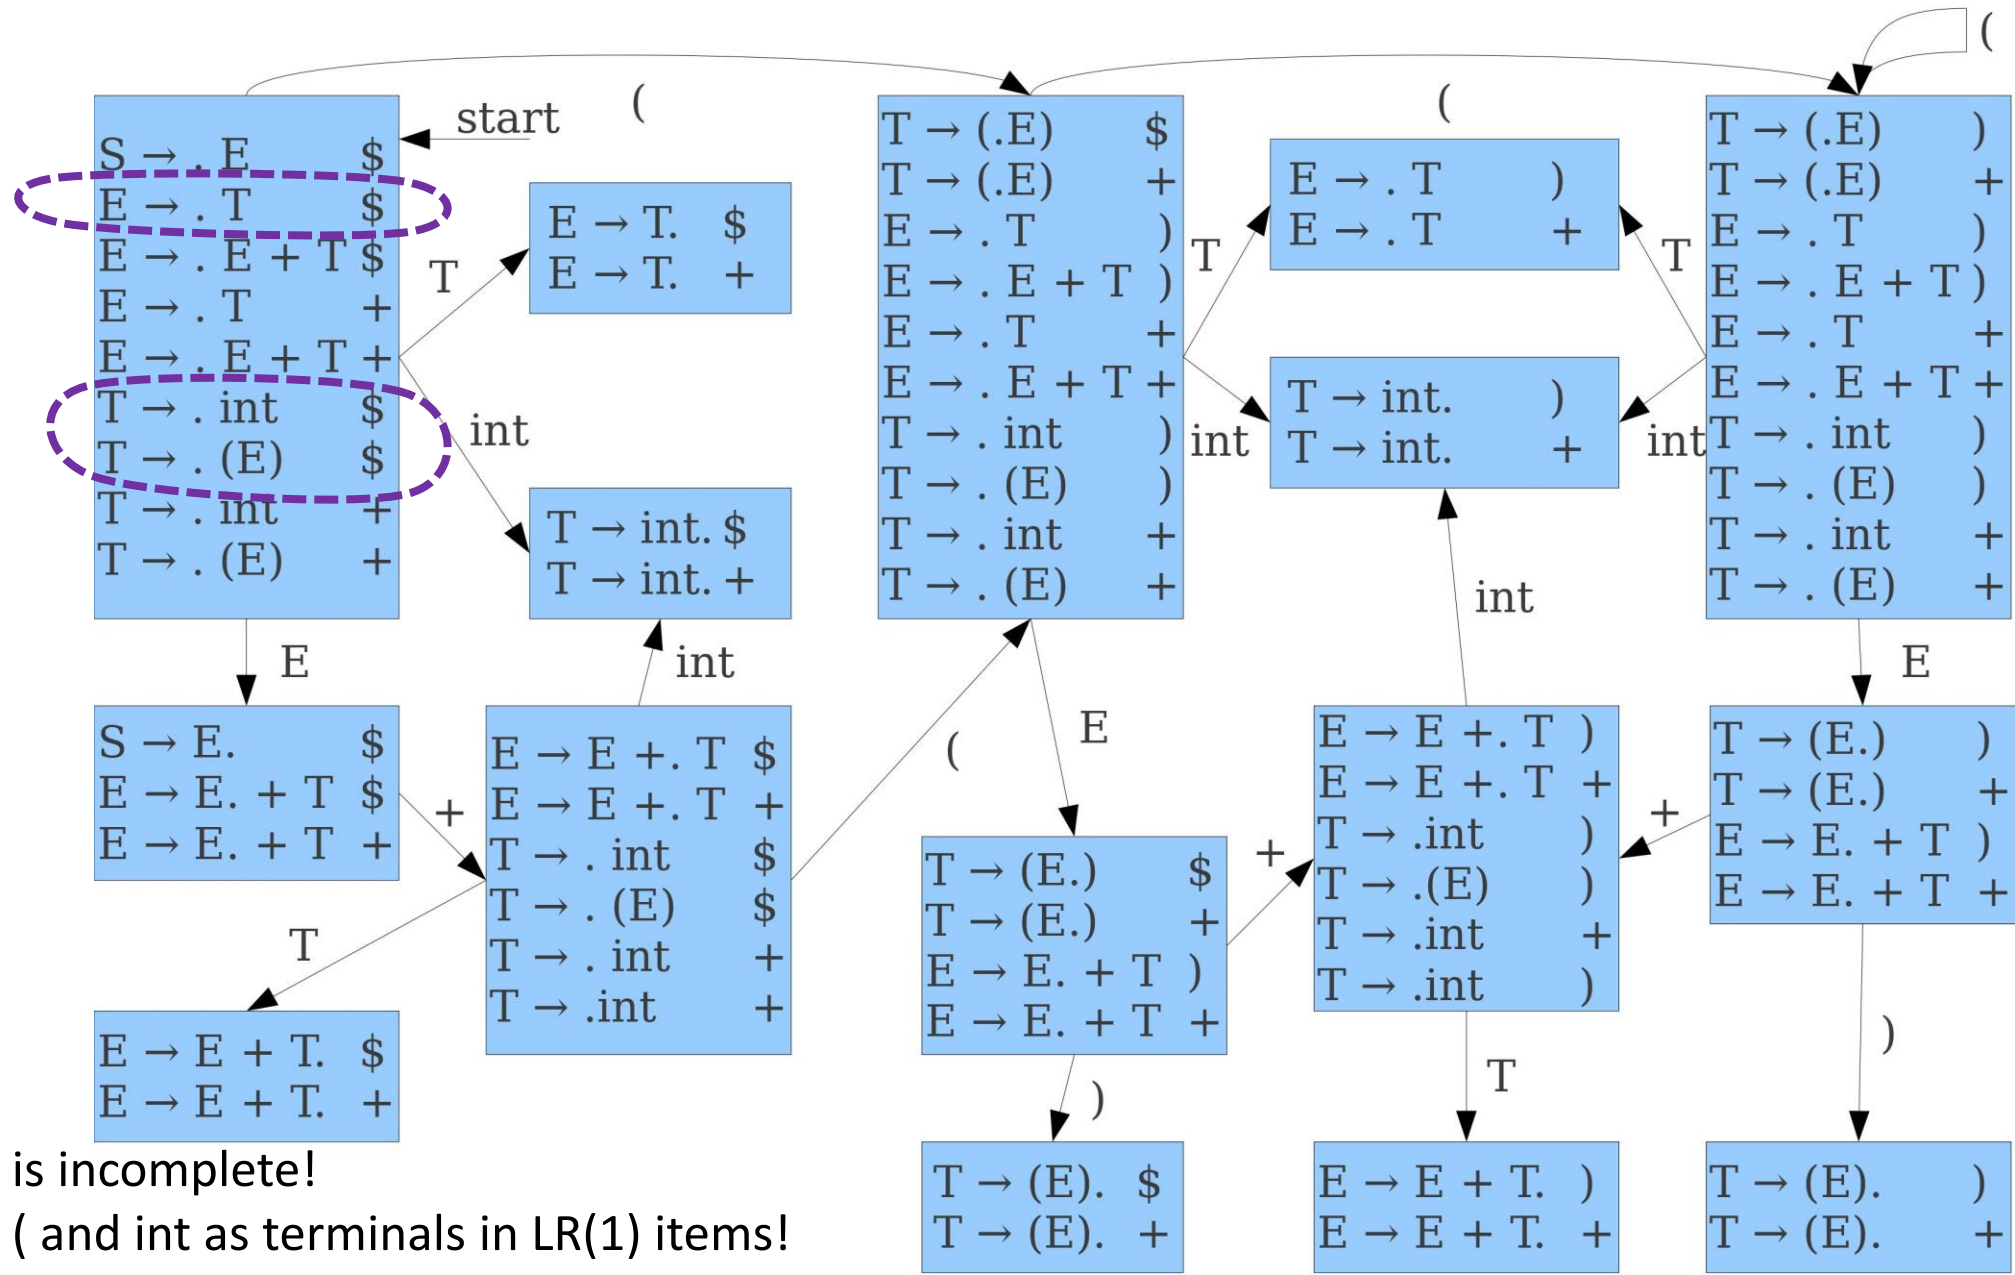 (
start
(
(
S → . E $
E → . T $
E → . E + T $
E → . T +
E → . E + T +
T → . int $
T → . (E) $
T → . int +
T → . (E) +
T
E → T. $
E → T. +
int
T → int. $
T → int. +
T → (.E) $
T → (.E) +
E → . T )
E → . E + T )
E → . T +
E → . E + T +
T → . int )
T → . (E) )
T → . int +
T → . (E) +
T
E → . T )
E → . T +
T
int
T → int. )
T → int. +
int
T → (.E) )
T → (.E) +
E → . T )
E → . E + T )
E → . T +
E → . E + T +
T → . int )
T → . (E) )
T → . int +
T → . (E) +
E
int
(
E
int
E
S → E. $
E → E. + T $
E → E. + T +
+
E → E +. T $
E → E +. T +
T → . int $
T → . (E) $
T → . int +
T → .int +
T
E → E + T. $
E → E + T. +
T → (E.) $
T → (E.) +
E → E. + T )
E → E. + T +
+
E → E +. T )
E → E +. T +
T → .int )
T → .(E) )
T → .int +
T → .int )
+
T → (E.) )
T → (E.) +
E → E. + T )
E → E. + T +
)
T
)
T → (E). $
T → (E). +
E → E + T. )
E → E + T. +
T → (E). )
T → (E). +
is incomplete!
( and int as terminals in LR(1) items!